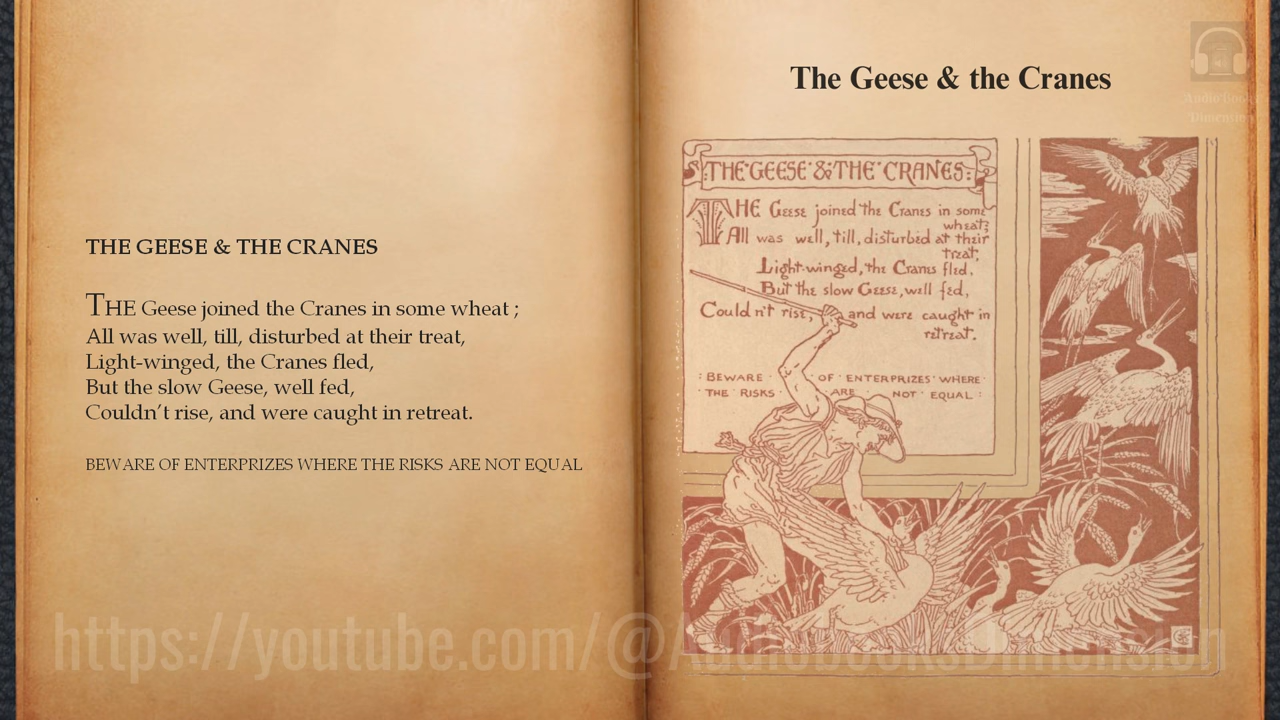 THE GEESE & THE CRANES
THE Geese joined the Cranes in some wheat ;
All was well, till, disturbed at their treat,
Light-winged, the Cranes fled,
But the slow Geese, well fed,
Couldn't rise, and were caught in retreat.
BEWARE OF ENTERPRIZES WHERE THE RISKS ARE NOT EQUAL
The Geese & the Cranes
THE·GEESE·&·THE·CRANES:
THE Geese joined the Cranes in some
wheat;
All was well, till, disturbed at their
treat,
Light-winged, the Cranes fled,
But the slow Geese, well fed,
Couldn't rise, and were caught in
retreat.
: BEWARE · OF · ENTERPRIZES · WHERE ·
· THE · RISKS · ARE NOT EQUAL :
AudioBooks
Dimension
https://youtube.com/@AudioBooksDimension